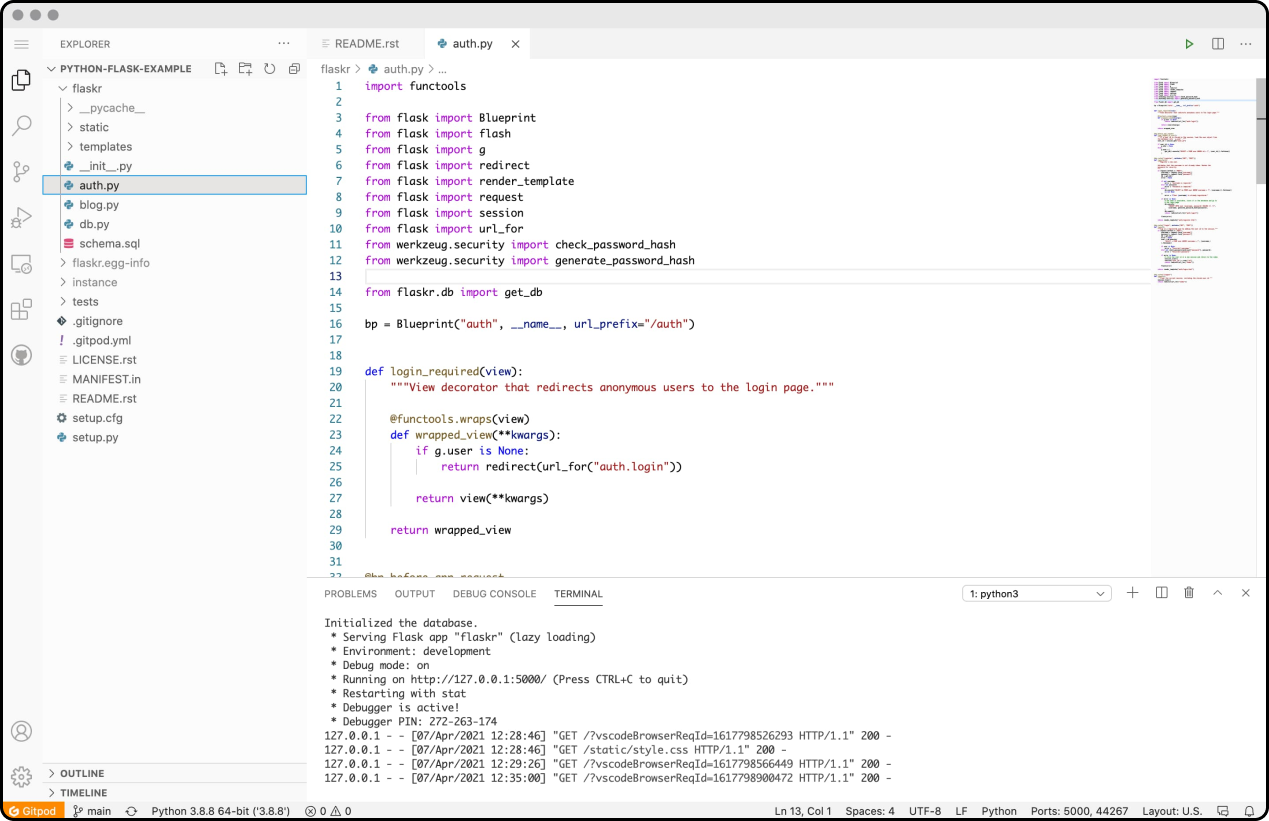 EXPLORER
PYTHON-FLASK-EXAMPLE
flaskr
__pycache__
static
templates
__init__.py
auth.py
blog.py
db.py
schema.sql
flaskr.egg-info
instance
tests
.gitignore
.gitpod.yml
LICENSE.rst
MANIFEST.in
README.rst
setup.cfg
setup.py
OUTLINE
TIMELINE
README.rst auth.py
flaskr > auth.py > ...
1 import functools
2
3 from flask import Blueprint
4 from flask import flash
5 from flask import g
6 from flask import redirect
7 from flask import render_template
8 from flask import request
9 from flask import session
10 from flask import url_for
11 from werkzeug.security import check_password_hash
12 from werkzeug.security import generate_password_hash
13
14 from flaskr.db import get_db
15
16 bp = Blueprint("auth", __name__, url_prefix="/auth")
17
18
19 def login_required(view):
20 """View decorator that redirects anonymous users to the login page."""
21
22 @functools.wraps(view)
23 def wrapped_view(**kwargs):
24 if g.user is None:
25 return redirect(url_for("auth.login"))
26
27 return view(**kwargs)
28
29 return wrapped_view
30
31
32 @bp.before_app_request
PROBLEMS OUTPUT DEBUG CONSOLE TERMINAL 1: python3
Initialized the database.
* Serving Flask app "flaskr" (lazy loading)
* Environment: development
* Debug mode: on
* Running on http://127.0.0.1:5000/ (Press CTRL+C to quit)
* Restarting with stat
* Debugger is active!
* Debugger PIN: 272-263-174
127.0.0.1 - - [07/Apr/2021 12:28:46] "GET /?vscodeBrowserReqId=1617798526293 HTTP/1.1" 200 -
127.0.0.1 - - [07/Apr/2021 12:28:46] "GET /static/style.css HTTP/1.1" 200 -
127.0.0.1 - - [07/Apr/2021 12:29:26] "GET /?vscodeBrowserReqId=1617798566449 HTTP/1.1" 200 -
127.0.0.1 - - [07/Apr/2021 12:35:00] "GET /?vscodeBrowserReqId=1617798900472 HTTP/1.1" 200 -
Gitpod main Python 3.8.8 64-bit ('3.8.8') 0 0 Ln 13, Col 1 Spaces: 4 UTF-8 LF Python Ports: 5000, 44267 Layout: U.S.